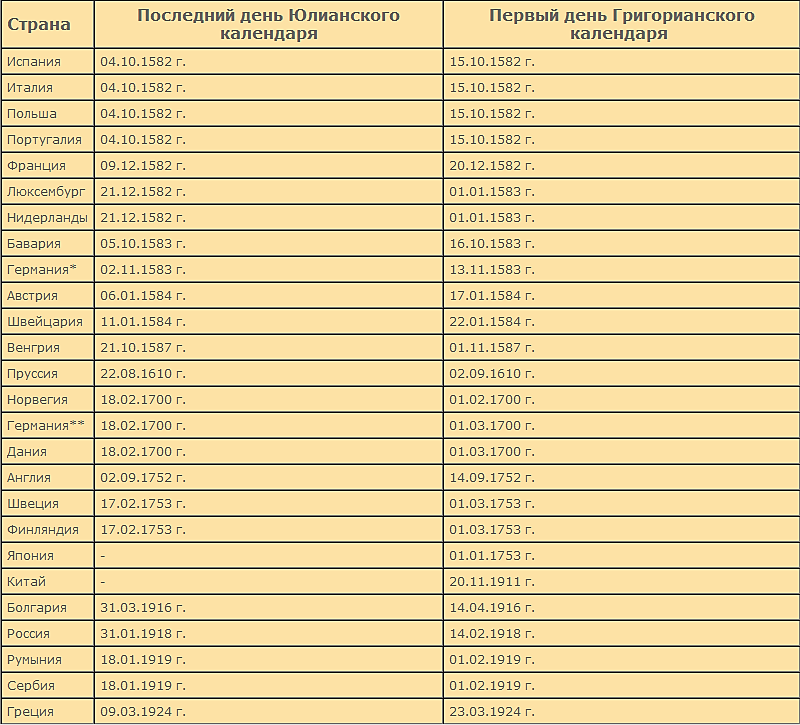 Страна Последний день Юлианского календаря Первый день Григорианского календаря
Испания 04.10.1582 г. 15.10.1582 г.
Италия 04.10.1582 г. 15.10.1582 г.
Польша 04.10.1582 г. 15.10.1582 г.
Португалия 04.10.1582 г. 15.10.1582 г.
Франция 09.12.1582 г. 20.12.1582 г.
Люксембург 21.12.1582 г. 01.01.1583 г.
Нидерланды 21.12.1582 г. 01.01.1583 г.
Бавария 05.10.1583 г. 16.10.1583 г.
Германия* 02.11.1583 г. 13.11.1583 г.
Австрия 06.01.1584 г. 17.01.1584 г.
Швейцария 11.01.1584 г. 22.01.1584 г.
Венгрия 21.10.1587 г. 01.11.1587 г.
Пруссия 22.08.1610 г. 02.09.1610 г.
Норвегия 18.02.1700 г. 01.02.1700 г.
Германия** 18.02.1700 г. 01.03.1700 г.
Дания 18.02.1700 г. 01.03.1700 г.
Англия 02.09.1752 г. 14.09.1752 г.
Швеция 17.02.1753 г. 01.03.1753 г.
Финляндия 17.02.1753 г. 01.03.1753 г.
Япония - 01.01.1753 г.
Китай - 20.11.1911 г.
Болгария 31.03.1916 г. 14.04.1916 г.
Россия 31.01.1918 г. 14.02.1918 г.
Румыния 18.01.1919 г. 01.02.1919 г.
Сербия 18.01.1919 г. 01.02.1919 г.
Греция 09.03.1924 г. 23.03.1924 г.